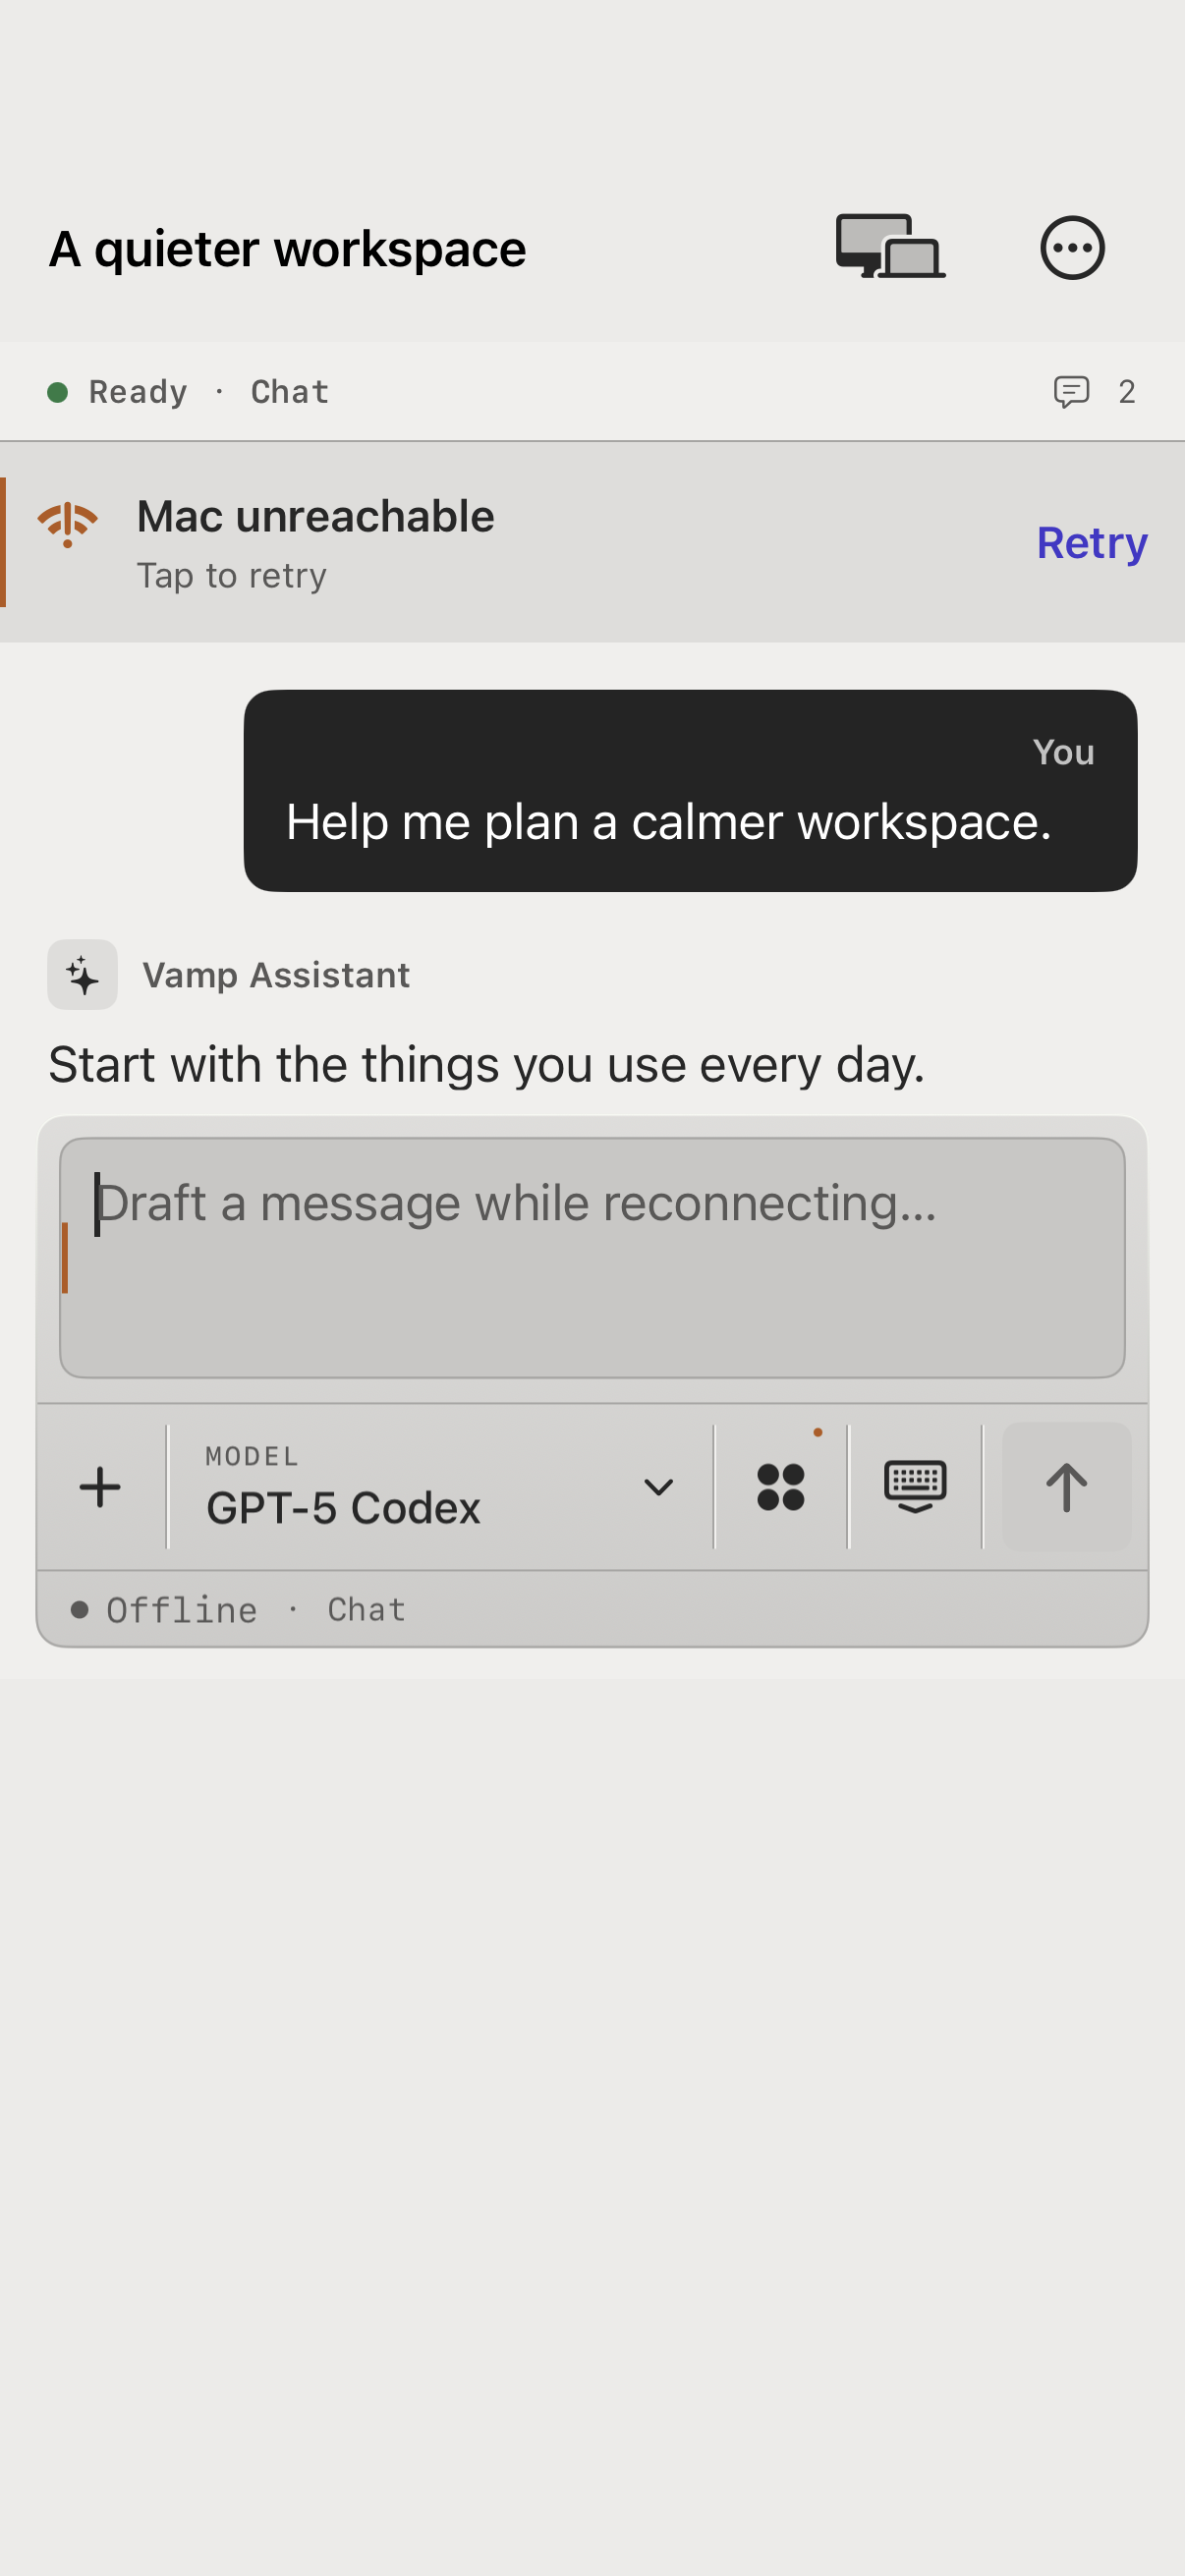 A quieter workspace
Ready · Chat
2
Mac unreachable
Tap to retry
Retry
You
Help me plan a calmer workspace.
Vamp Assistant
Start with the things you use every day.
Draft a message while reconnecting...
MODEL
GPT-5 Codex
Offline · Chat